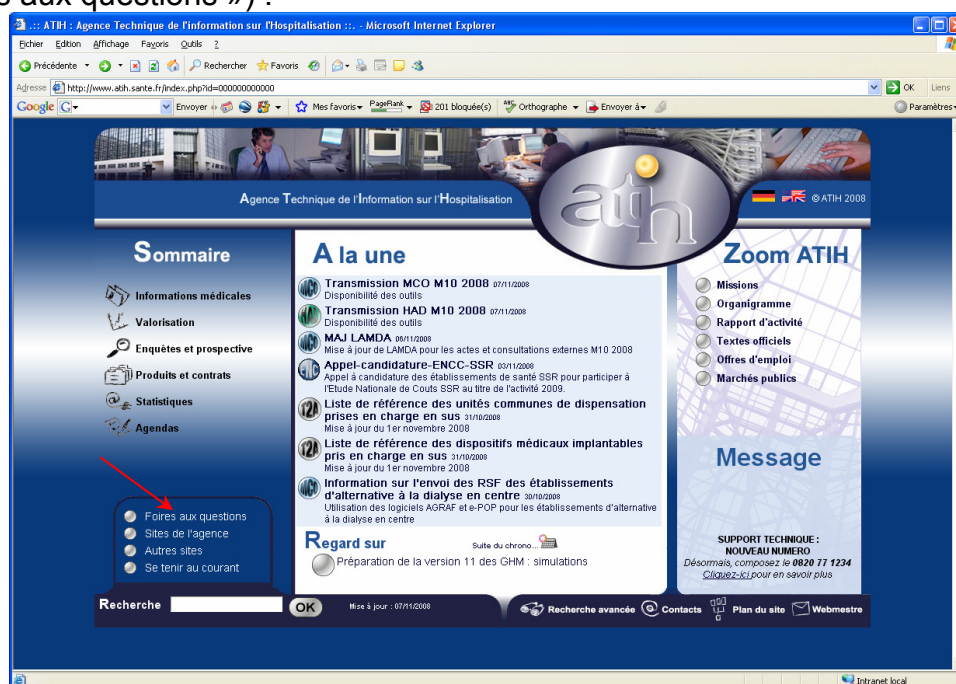 s aux questions ») :
.:: ATIH : Agence Technique de l'information sur l'Hospitalisation ::. - Microsoft Internet Explorer
Fichier Edition Affichage Favoris Outils ?
Précédente Rechercher Favoris
Adresse http://www.atih.sante.fr/index.php?id=000000000000 OK Liens
Google G Envoyer Mes favoris PageRank 201 bloquée(s) Orthographe Envoyer à Paramètres
Agence Technique de l'Information sur l'Hospitalisation
atih
© ATIH 2008
Sommaire
Informations médicales
Valorisation
Enquêtes et prospective
Produits et contrats
Statistiques
Agendas
Foires aux questions
Sites de l'agence
Autres sites
Se tenir au courant
A la une
Transmission MCO M10 2008 07/11/2008
Disponibilité des outils
Transmission HAD M10 2008 07/11/2008
Disponibilité des outils
MAJ LAMDA 06/11/2008
Mise à jour de LAMDA pour les actes et consultations externes M10 2008
Appel-candidature-ENCC-SSR 03/11/2008
Appel à candidature des établissements de santé SSR pour participer à
l'Etude Nationale de Couts SSR au titre de l'activité 2009.
Liste de référence des unités communes de dispensation
prises en charge en sus 31/10/2008
Mise à jour du 1er novembre 2008
Liste de référence des dispositifs médicaux implantables
pris en charge en sus 31/10/2008
Mise à jour du 1er novembre 2008
Information sur l'envoi des RSF des établissements
d'alternative à la dialyse en centre 30/10/2008
Utilisation des logiciels AGRAF et e-POP pour les établissements d'alternative
à la dialyse en centre
Regard sur Suite du chrono...
Préparation de la version 11 des GHM : simulations
Zoom ATIH
Missions
Organigramme
Rapport d'activité
Textes officiels
Offres d'emploi
Marchés publics
Message
SUPPORT TECHNIQUE :
NOUVEAU NUMERO
Désormais, composez le 0820 77 1234
Cliquez-ici pour en savoir plus
Recherche OK Mise à jour : 07/11/2008 Recherche avancée Contacts Plan du site Webmestre
Intranet local